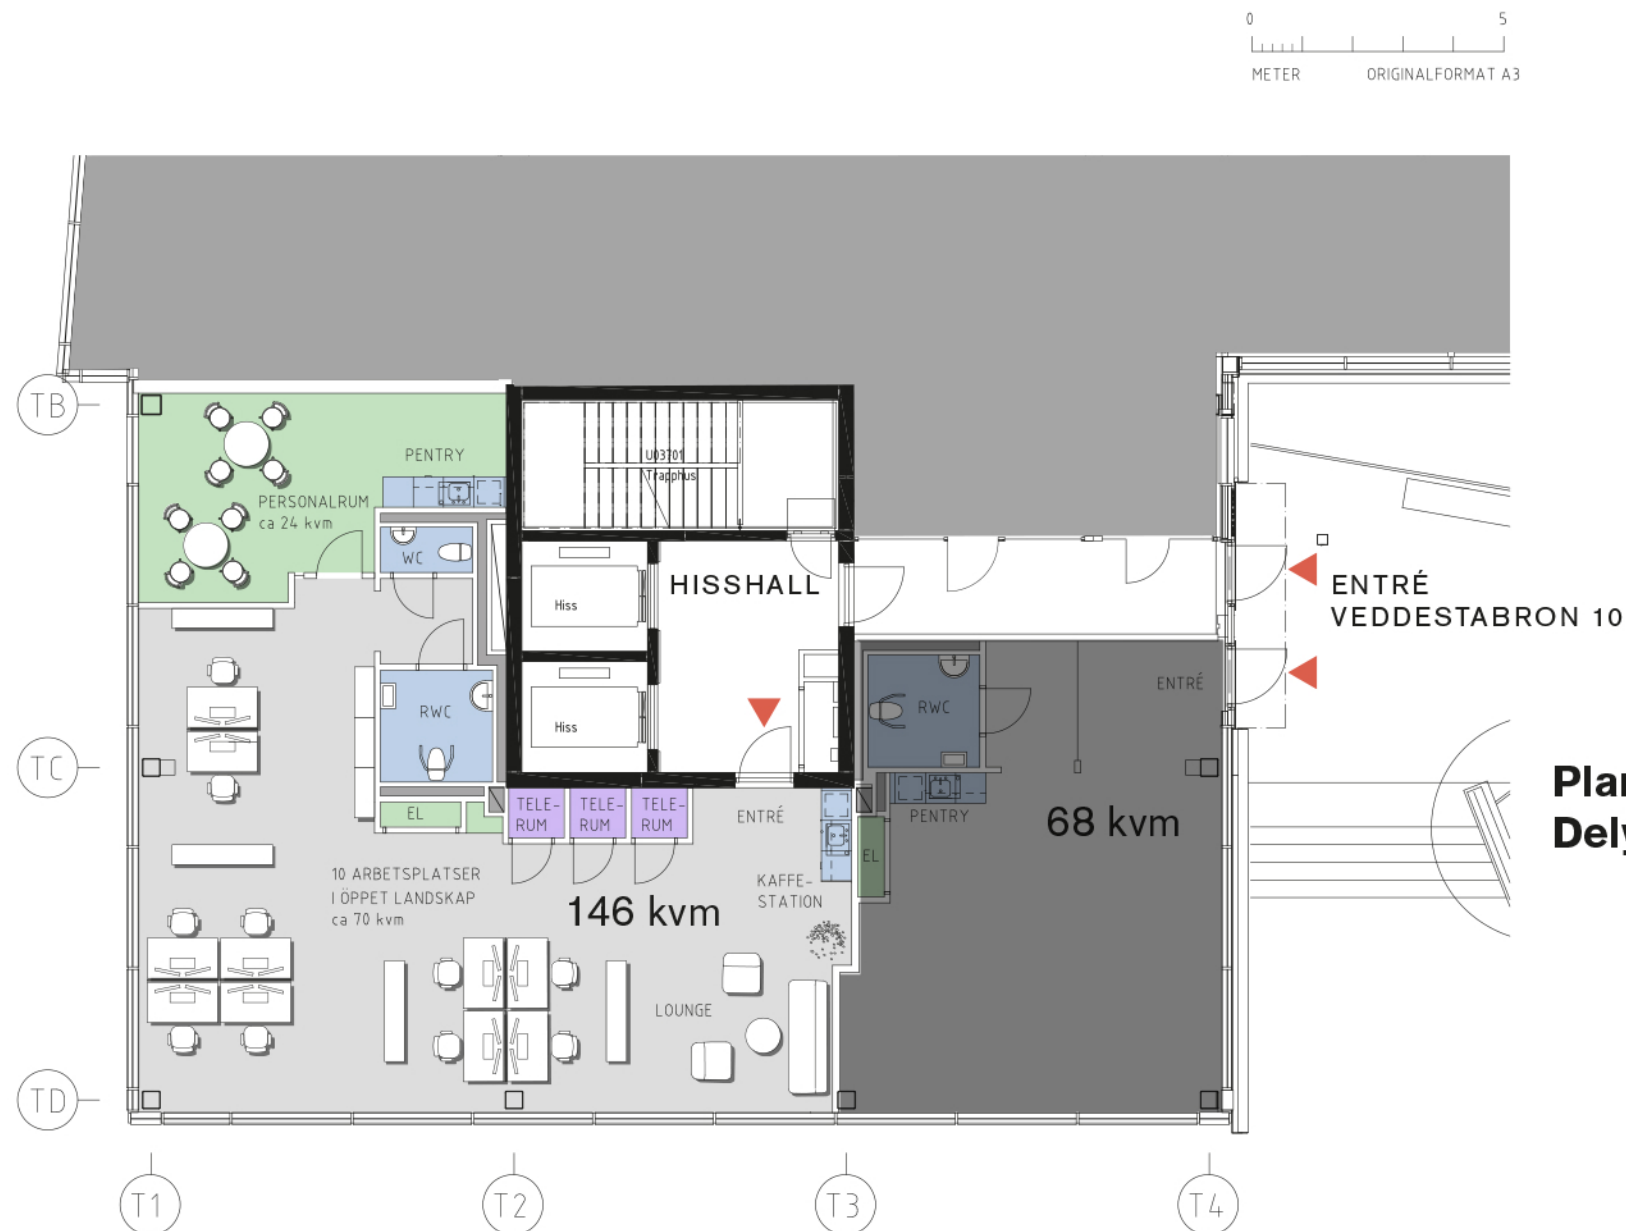 0 5
METER ORIGINALFORMAT A3
TB
PENTRY
U03701
Trapphus
PERSONALRUM
ca 24 kvm
WC
HISSHALL
Hiss
ENTRÉ
VEDDESTABRON 10
ENTRÉ
RWC
RWC
Hiss
TC
Plan
Dely
EL
TELE-
RUM
TELE-
RUM
TELE-
RUM
ENTRÉ
PENTRY
68 kvm
EL
10 ARBETSPLATSER
I ÖPPET LANDSKAP
ca 70 kvm
146 kvm
KAFFE-
STATION
LOUNGE
TD
T1 T2 T3 T4